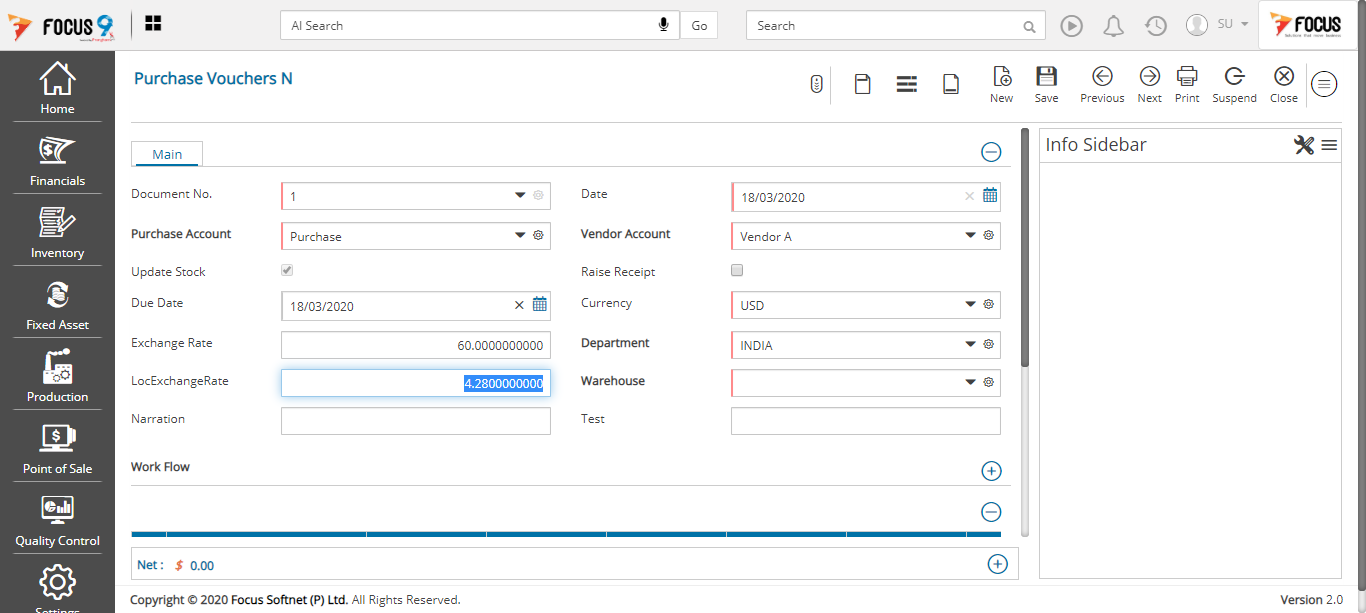 FOCUS 9
AI Search
Go
Search
SU
FOCUS
Home
Financials
Inventory
Fixed Asset
Production
Point of Sale
Quality Control
Settings
Purchase Vouchers N
New
Save
Previous
Next
Print
Suspend
Close
Main
Document No.
1
Date
18/03/2020
Purchase Account
Purchase
Vendor Account
Vendor A
Update Stock
Raise Receipt
Due Date
18/03/2020
Currency
USD
Exchange Rate
60.0000000000
Department
INDIA
LocExchangeRate
4.2800000000
Warehouse
Narration
Test
Work Flow
Net : $ 0.00
Info Sidebar
Copyright © 2020 Focus Softnet (P) Ltd. All Rights Reserved.
Version 2.0